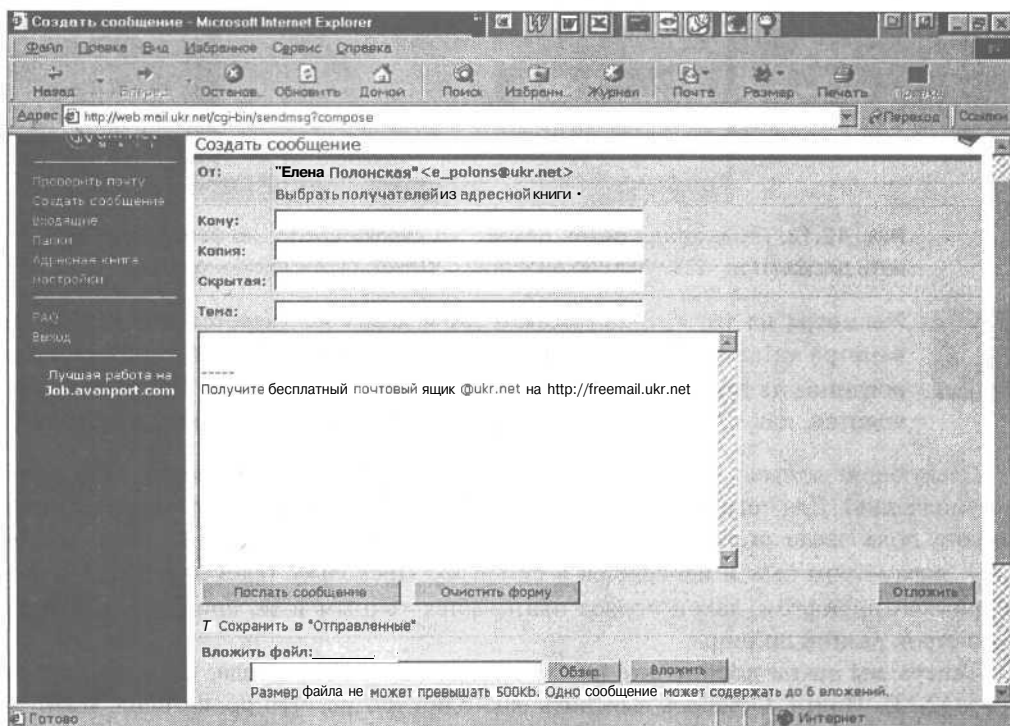 Создать сообщение - Microsoft Internet Explorer
Файл Правка Вид Избранное Сервис Справка
Назад Вперед Останов. Обновить Домой Поиск Избранн. Журнал Почта Размер Печать Правка
Адрес http://web.mail.ukr.net/cgi-bin/sendmsg?compose Переход Ссылки
Создать сообщение
От: "Елена Полонская" <e_polons@ukr.net>
Выбрать получателей из адресной книги
Кому:
Копия:
Скрытая:
Тема:
Проверить почту
Создать сообщение
Входящие
Папки
Адресная книга
Настройки
FAQ
Выход
Лучшая работа на
Job.avanport.com
-----
Получите бесплатный почтовый ящик @ukr.net на http://freemail.ukr.net
Послать сообщение Очистить форму Отложить
Сохранить в "Отправленные"
Вложить файл:
Обзор... Вложить
Размер файла не может превышать 500Kb. Одно сообщение может содержать до 6 вложений.
Готово Интернет